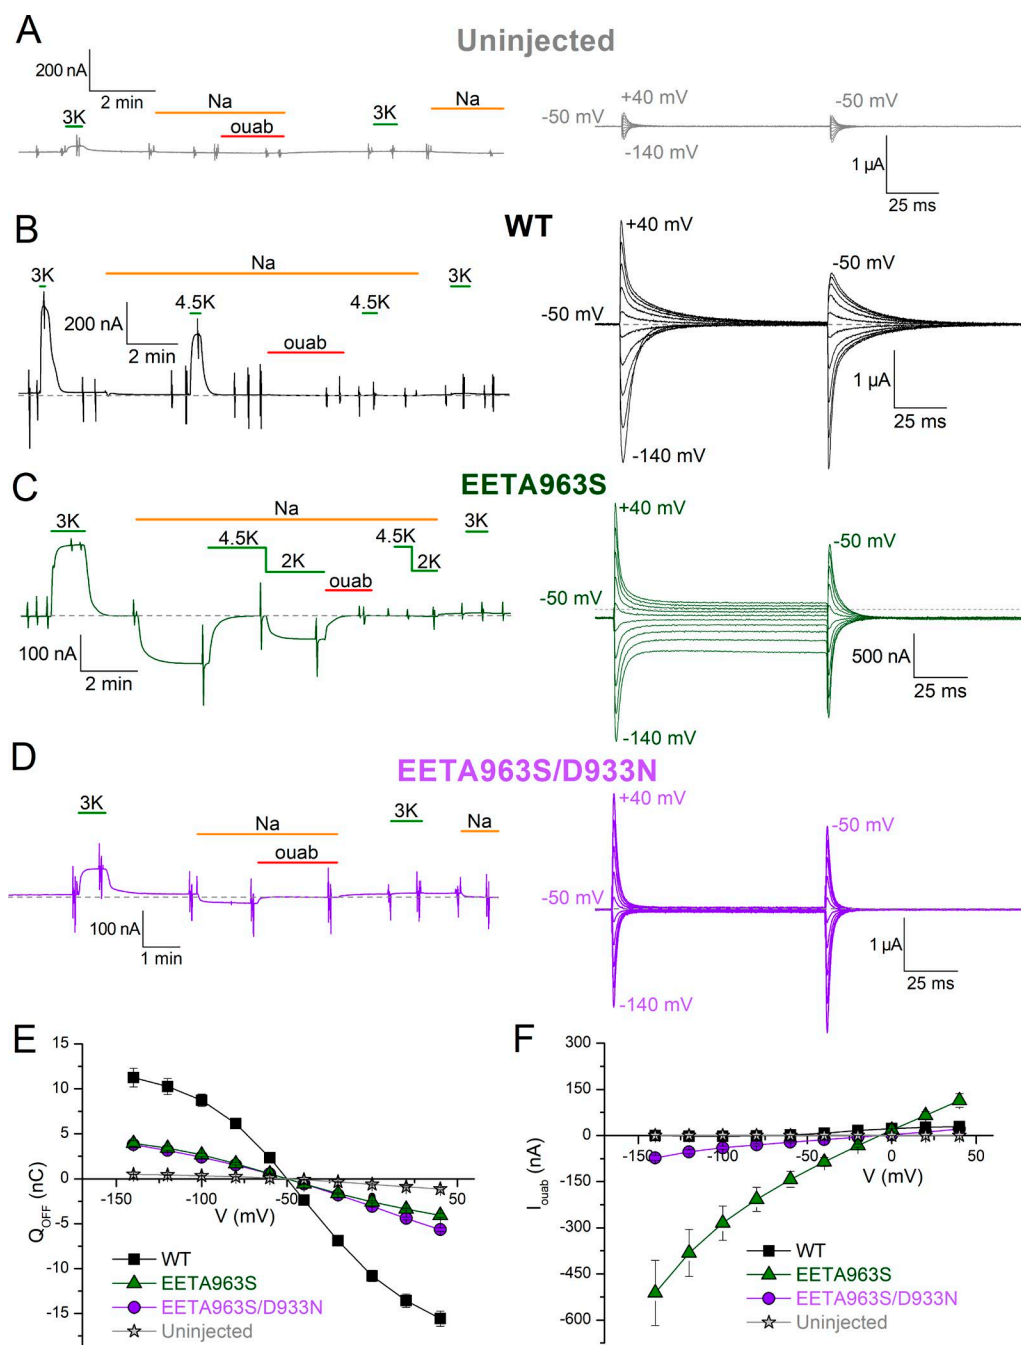 A
Uninjected
200 nA
2 min
Na
Na
3K
3K
ouab
+40 mV
-50 mV
-50 mV
-140 mV
1 µA
25 ms
B
WT
Na
3K
3K
4.5K
4.5K
200 nA
2 min
ouab
+40 mV
-50 mV
-50 mV
1 µA
25 ms
-140 mV
C
EETA963S
3K
Na
3K
4.5K
4.5K
2K
2K
ouab
100 nA
2 min
+40 mV
-50 mV
-50 mV
500 nA
25 ms
-140 mV
D
EETA963S/D933N
3K
3K
Na
Na
ouab
100 nA
1 min
+40 mV
-50 mV
-50 mV
1 µA
25 ms
-140 mV
E
15
10
5
0
-5
-10
-15
-150
-100
-50
50
V (mV)
QOFF (nC)
WT
EETA963S
EETA963S/D933N
Uninjected
F
300
150
0
-150
-300
-450
-600
-150
-100
-50
0
50
V (mV)
Iouab (nA)
WT
EETA963S
EETA963S/D933N
Uninjected